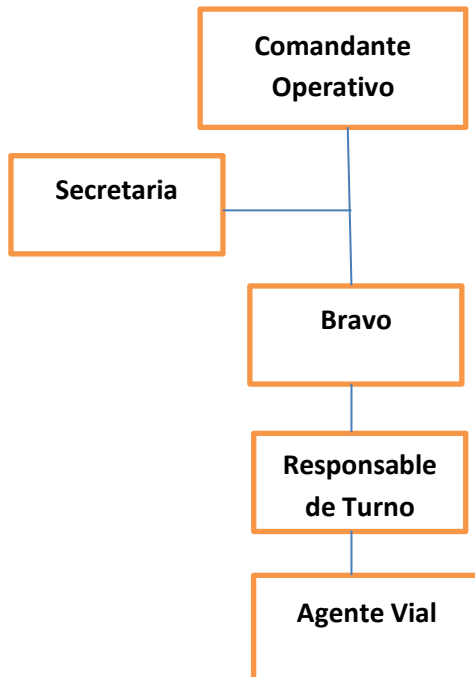 Comandante
Operativo
Secretaria
Bravo
Responsable
de Turno
Agente Vial